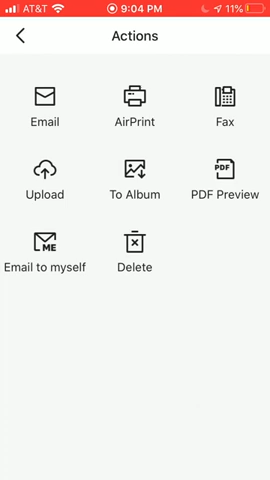 AT&T 9:04 PM 11%
Actions
Email AirPrint Fax
PDF
Upload To Album PDF Preview
ME
Email to myself Delete